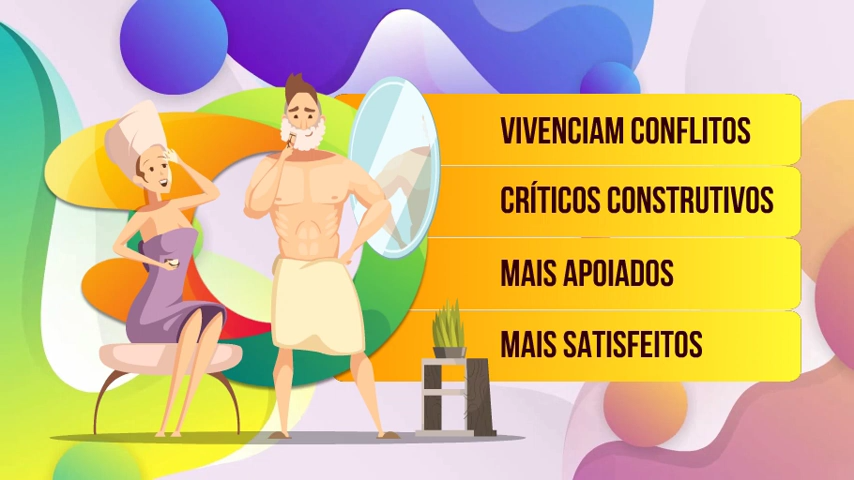 VIVENCIAM CONFLITOS
CRÍTICOS CONSTRUTIVOS
MAIS APOIADOS
MAIS SATISFEITOS